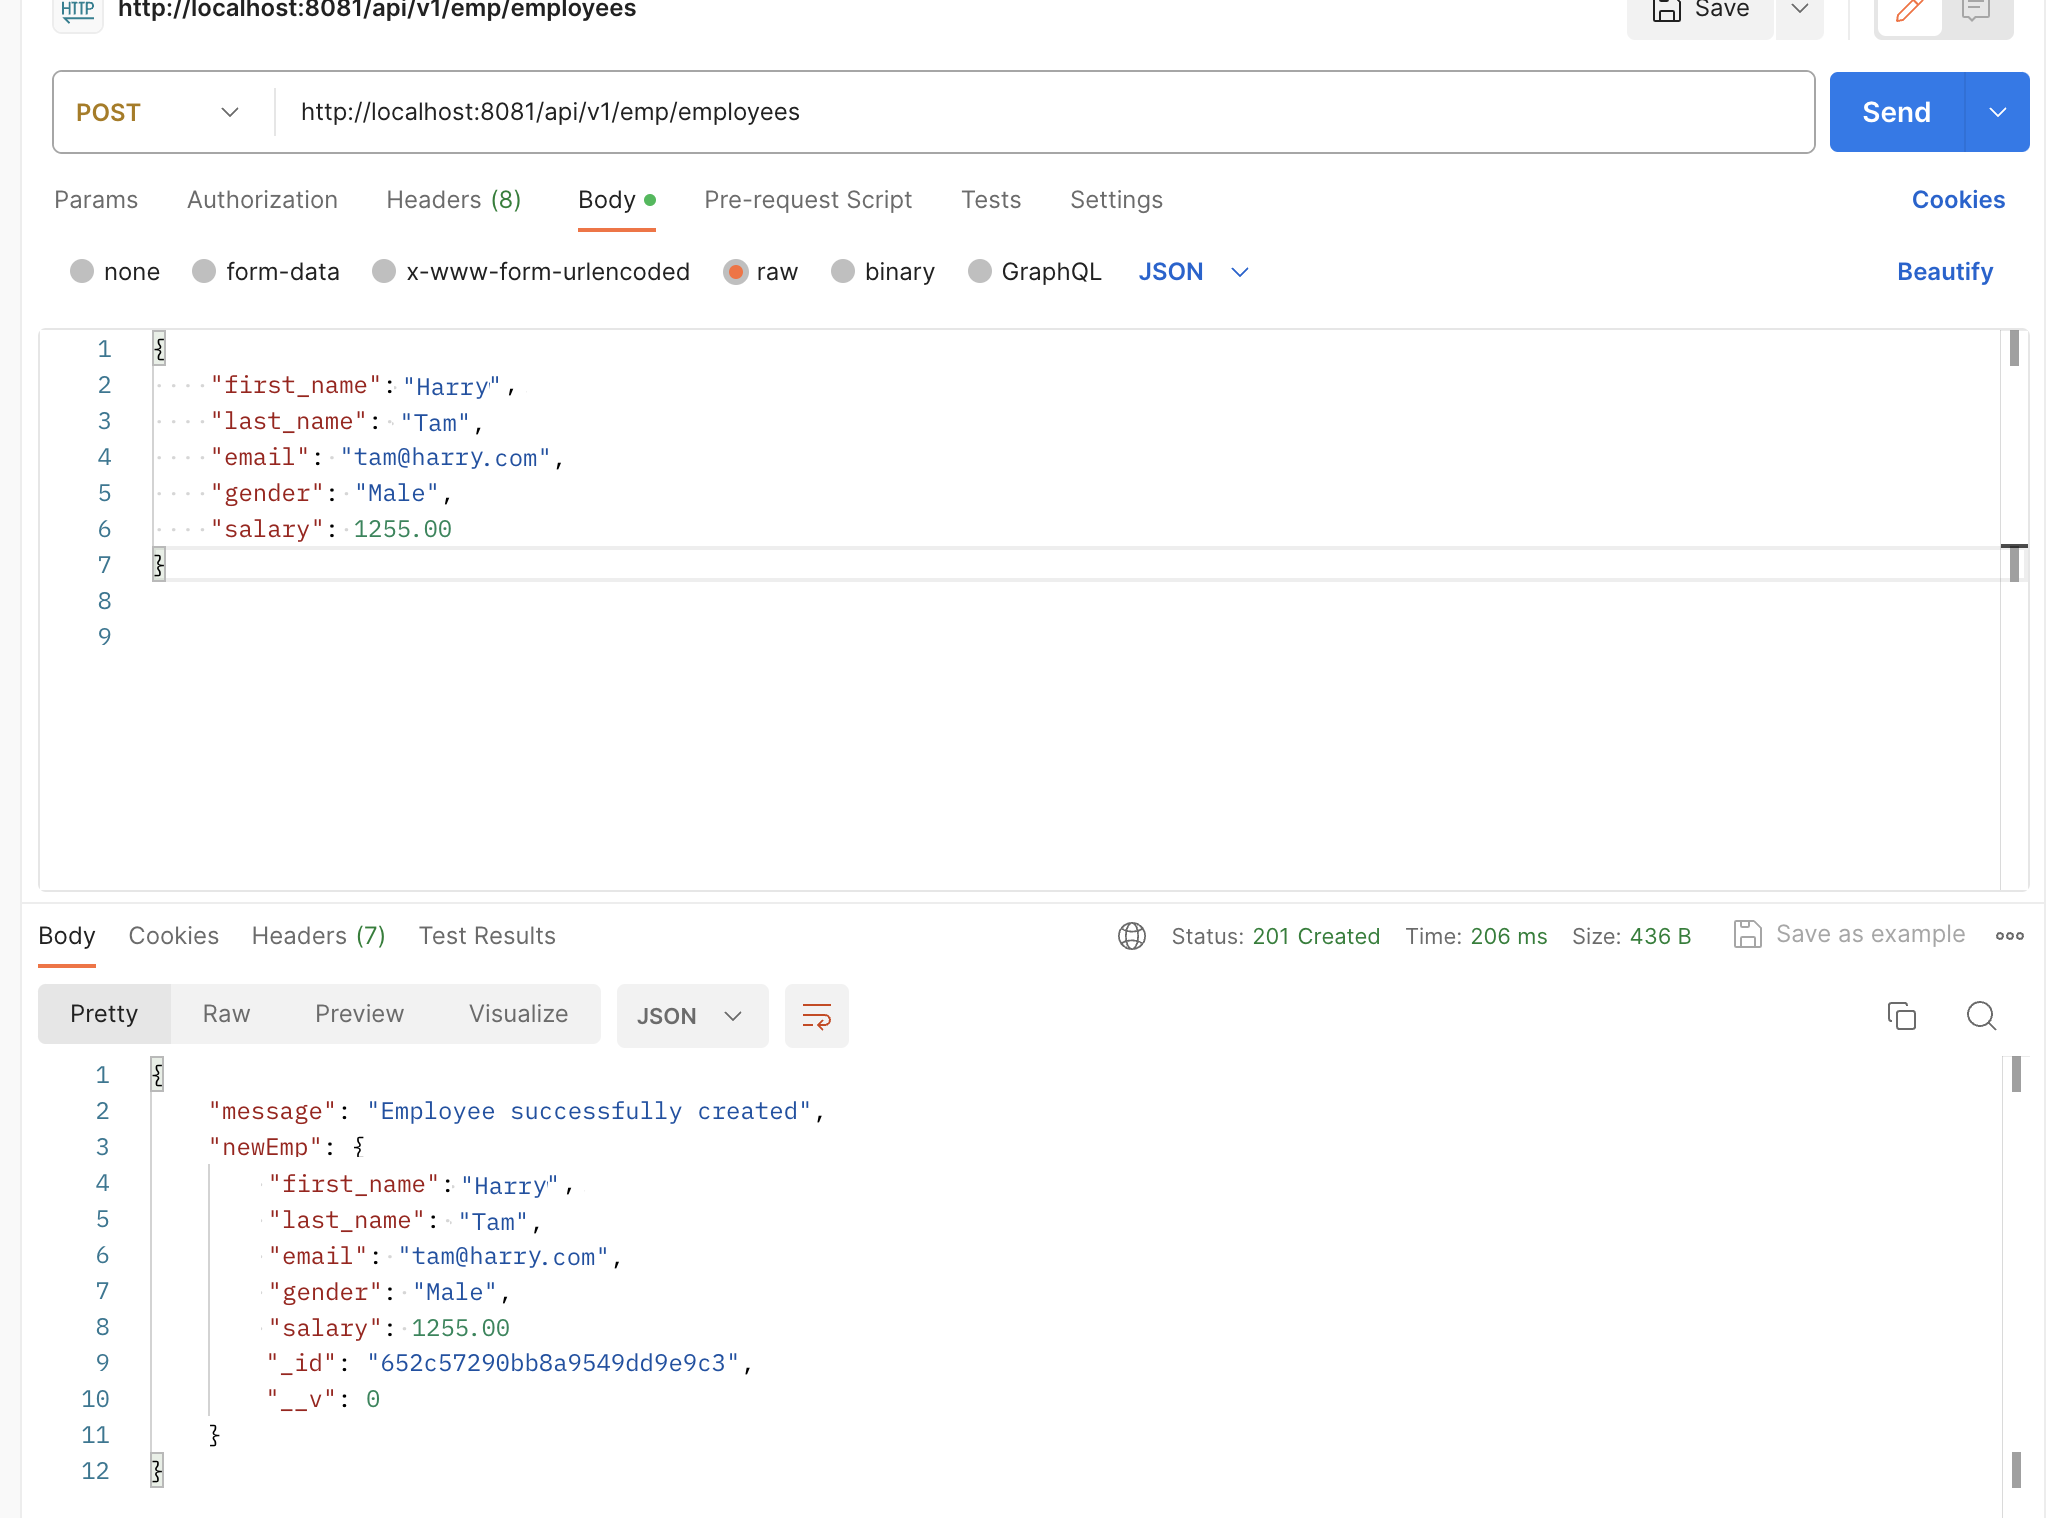 HTTP http://localhost:8081/api/v1/emp/employees Save
POST http://localhost:8081/api/v1/emp/employees Send
Params Authorization Headers (8) Body Pre-request Script Tests Settings Cookies
none form-data x-www-form-urlencoded raw binary GraphQL JSON Beautify
1 {
2 "first_name": "Harry",
3 "last_name": "Tam",
4 "email": "tam@harry.com",
5 "gender": "Male",
6 "salary": 1255.00
7 }
8
9
Body Cookies Headers (7) Test Results Status: 201 Created Time: 206 ms Size: 436 B Save as example
Pretty Raw Preview Visualize JSON
1 {
2 "message": "Employee successfully created",
3 "newEmp": {
4 "first_name": "Harry",
5 "last_name": "Tam",
6 "email": "tam@harry.com",
7 "gender": "Male",
8 "salary": 1255.00
9 "_id": "652c57290bb8a9549dd9e9c3",
10 "__v": 0
11 }
12 }